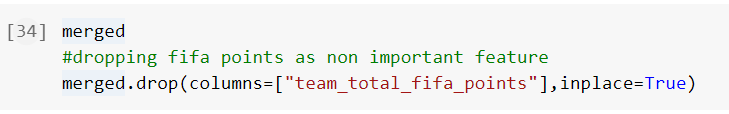 [34] merged
#dropping fifa points as non important feature
merged.drop(columns=["team_total_fifa_points"],inplace=True)